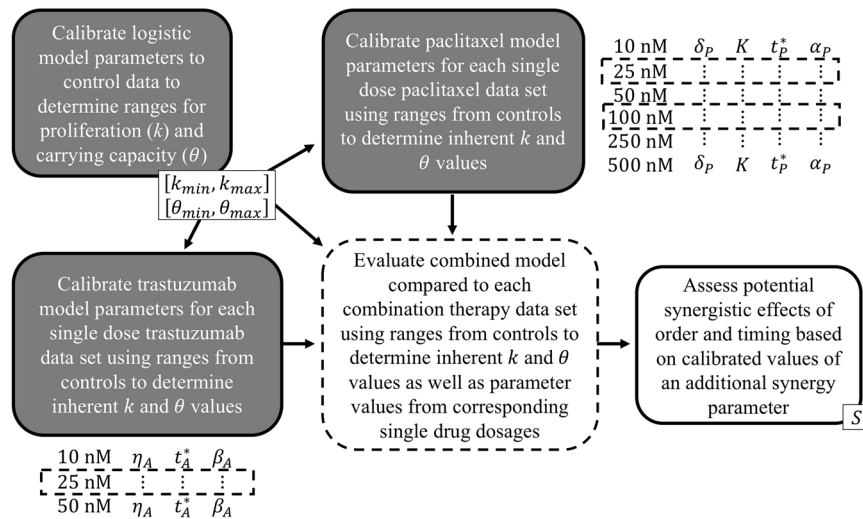 Calibrate logistic
model parameters to
control data to
determine ranges for
proliferation (k) and
carrying capacity (θ)
Calibrate paclitaxel model
parameters for each single
dose paclitaxel data set
using ranges from controls
to determine inherent k and
θ values
10 nM δ_P K t_P^* α_P
25 nM ⋮ ⋮ ⋮ ⋮
50 nM ⋮ ⋮ ⋮ ⋮
100 nM ⋮ ⋮ ⋮ ⋮
250 nM ⋮ ⋮ ⋮ ⋮
500 nM δ_P K t_P^* α_P
[k_min, k_max]
[θ_min, θ_max]
Calibrate trastuzumab
model parameters for each
single dose trastuzumab
data set using ranges from
controls to determine
inherent k and θ values
Evaluate combined model
compared to each
combination therapy data set
using ranges from controls to
determine inherent k and θ
values as well as parameter
values from corresponding
single drug dosages
Assess potential
synergistic effects of
order and timing based
on calibrated values of
an additional synergy
parameter
S
10 nM η_A t_A^* β_A
25 nM ⋮ ⋮ ⋮
50 nM η_A t_A^* β_A